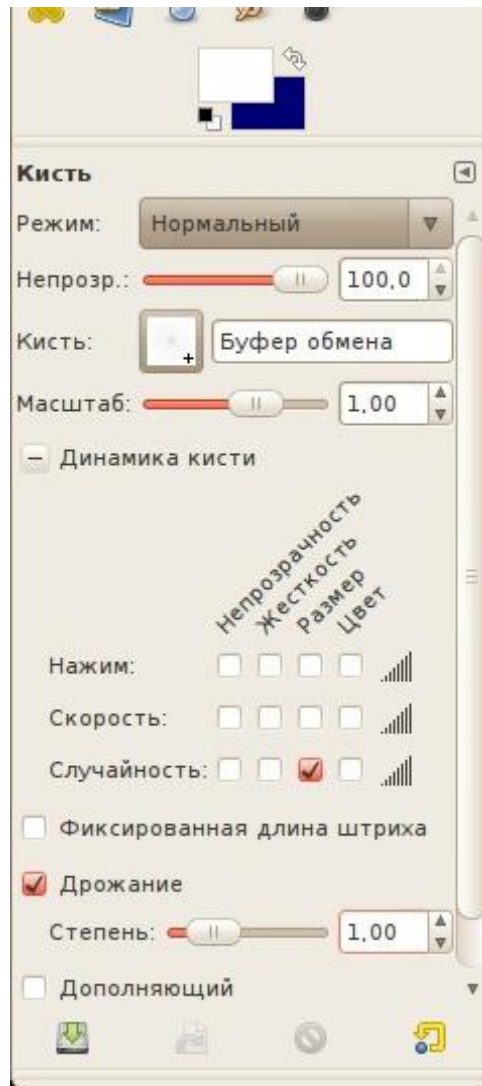 Кисть
Режим: Нормальный
Непрозр.: 100,0
Кисть: Буфер обмена
Масштаб: 1,00
Динамика кисти
Непрозрачность Жесткость Размер Цвет
Нажим:
Скорость:
Случайность:
Фиксированная длина штриха
Дрожание
Степень: 1,00
Дополняющий